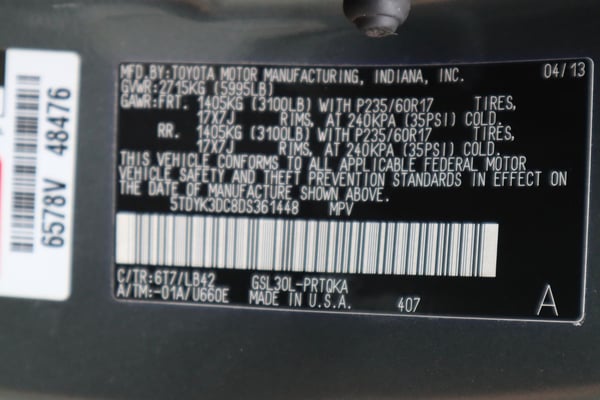 MFD.BY:TOYOTA MOTOR MANUFACTURING, INDIANA, INC. 04/13
GVWR:2715KG (5995LB)
GAWR:FRT. 1405KG (3100LB) WITH P235/60R17 TIRES,
17X7J RIMS, AT 240KPA (35PSI) COLD.
RR. 1405KG (3100LB) WITH P235/60R17 TIRES,
17X7J RIMS, AT 240KPA (35PSI) COLD.
THIS VEHICLE CONFORMS TO ALL APPLICABLE FEDERAL MOTOR
VEHICLE SAFETY AND THEFT PREVENTION STANDARDS IN EFFECT ON
THE DATE OF MANUFACTURE SHOWN ABOVE.
5TDYK3DC8DS361448 MPV
C/TR:6T7/LB42 GSL30L-PRTQKA
A/TM:-01A/U660E MADE IN U.S.A. 407 A
6578V 48476